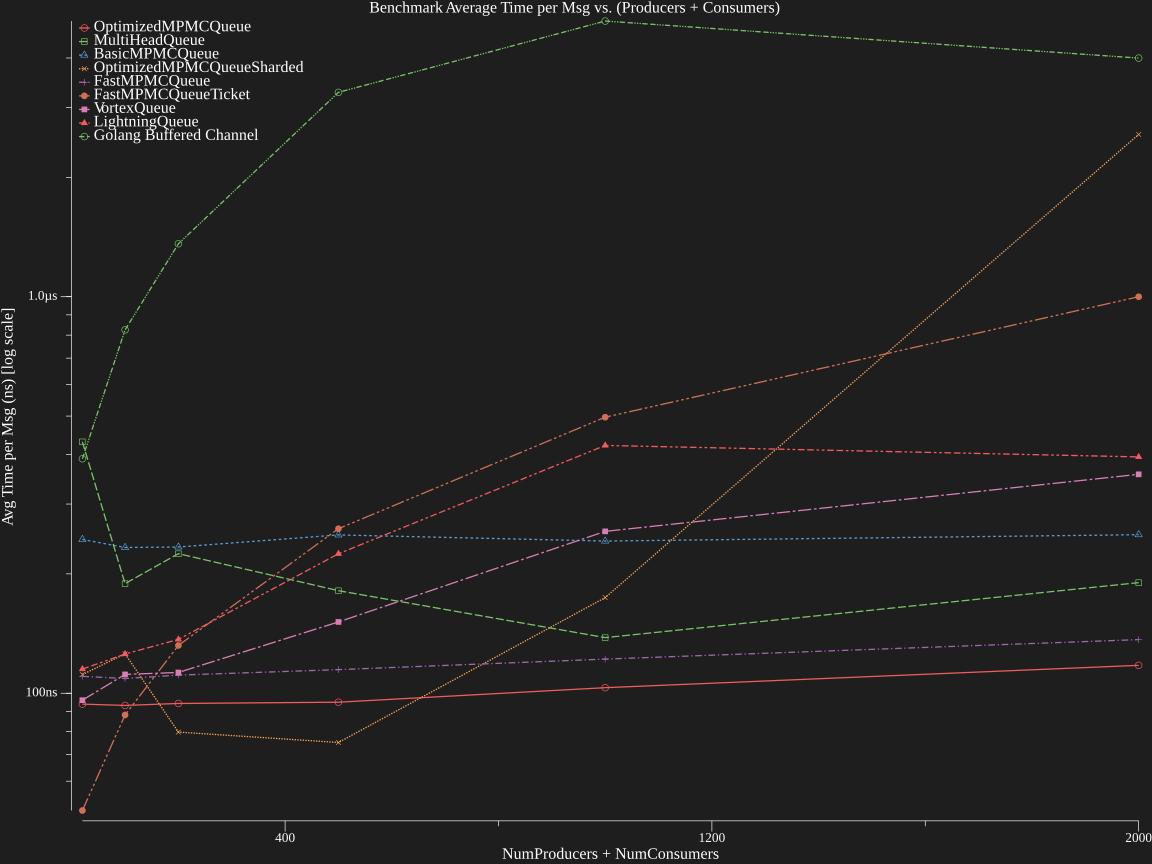 Benchmark Average Time per Msg vs. (Producers + Consumers)
OptimizedMPMCQueue
MultiHeadQueue
BasicMPMCQueue
OptimizedMPMCQueueSharded
FastMPMCQueue
FastMPMCQueueTicket
VortexQueue
LightningQueue
Golang Buffered Channel
1.0µs
100ns
Avg Time per Msg (ns) [log scale]
400
1200
2000
NumProducers + NumConsumers